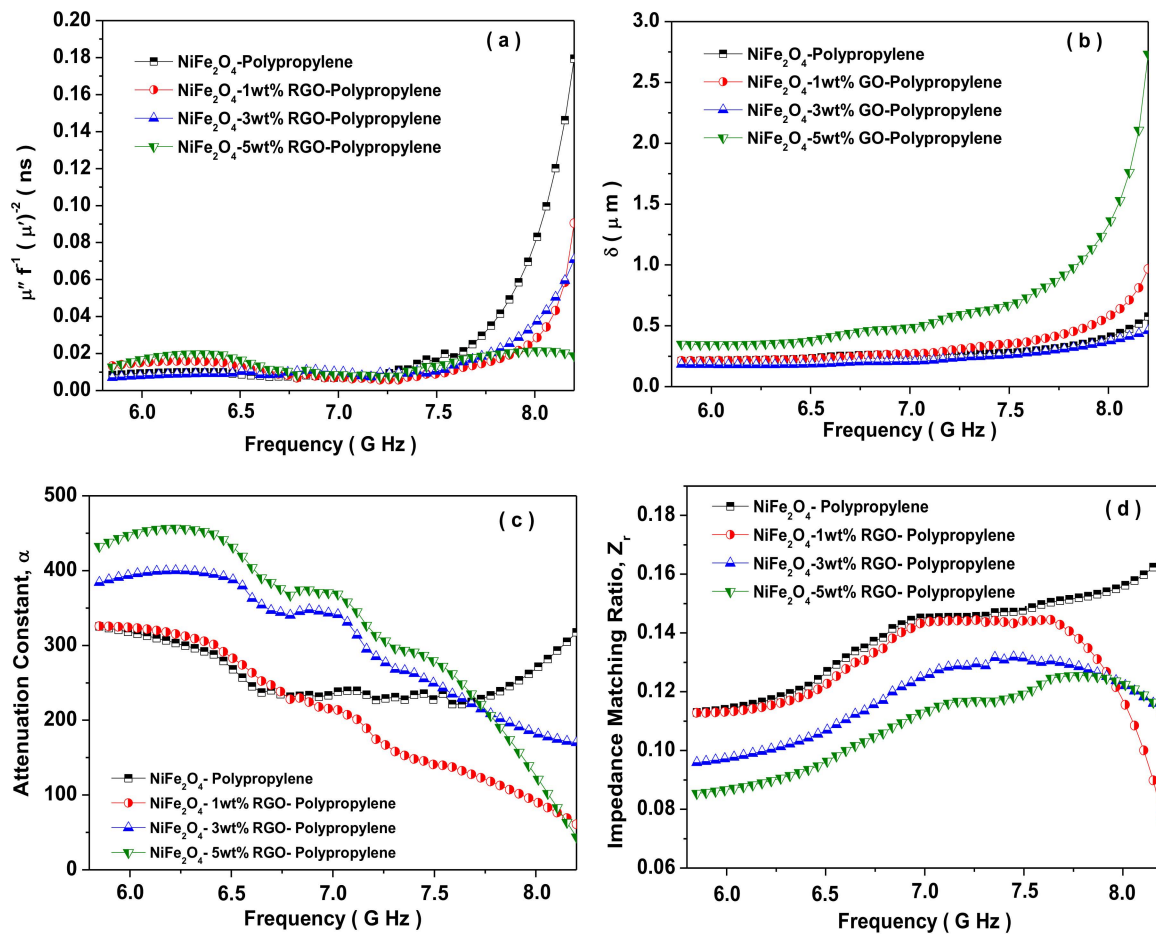 ( a )
NiFe₂O₄-Polypropylene
NiFe₂O₄-1wt% RGO-Polypropylene
NiFe₂O₄-3wt% RGO-Polypropylene
NiFe₂O₄-5wt% RGO-Polypropylene
μ″ f⁻¹ (μ′)⁻² ( ns )
0.20
0.18
0.16
0.14
0.12
0.10
0.08
0.06
0.04
0.02
0.00
6.0 6.5 7.0 7.5 8.0
Frequency ( G Hz )
( b )
NiFe₂O₄-Polypropylene
NiFe₂O₄-1wt% GO-Polypropylene
NiFe₂O₄-3wt% GO-Polypropylene
NiFe₂O₄-5wt% GO-Polypropylene
δ ( μ m )
3.0
2.5
2.0
1.5
1.0
0.5
0.0
6.0 6.5 7.0 7.5 8.0
Frequency ( G Hz )
( c )
Attenuation Constant, α
500
400
300
200
100
0
NiFe₂O₄- Polypropylene
NiFe₂O₄- 1wt% RGO- Polypropylene
NiFe₂O₄- 3wt% RGO- Polypropylene
NiFe₂O₄- 5wt% RGO- Polypropylene
6.0 6.5 7.0 7.5 8.0
Frequency ( G Hz )
( d )
NiFe₂O₄- Polypropylene
NiFe₂O₄-1wt% RGO- Polypropylene
NiFe₂O₄-3wt% RGO- Polypropylene
NiFe₂O₄-5wt% RGO- Polypropylene
Impedance Matching Ratio, Zᵣ
0.18
0.16
0.14
0.12
0.10
0.08
0.06
6.0 6.5 7.0 7.5 8.0
Frequency ( G Hz )